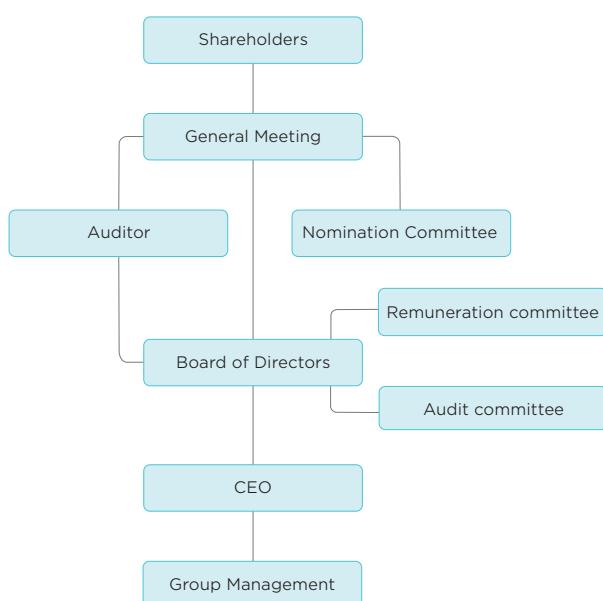 Shareholders
General Meeting
Auditor
Nomination Committee
Remuneration committee
Board of Directors
Audit committee
CEO
Group Management